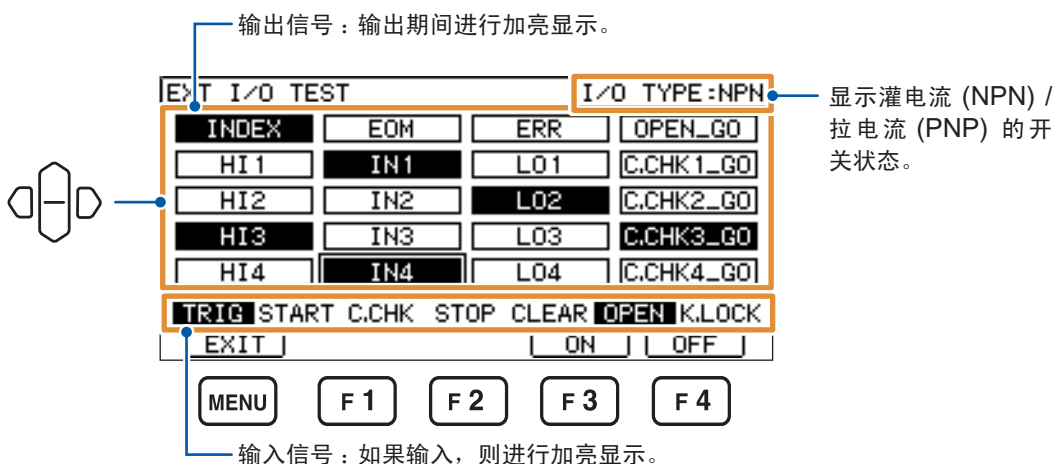 输出信号：输出期间进行加亮显示。
EXT I/O TEST I/O TYPE:NPN
显示灌电流 (NPN) /
拉电流 (PNP) 的开
关状态。
INDEX EOM ERR OPEN_GO
HI1 IN1 LO1 C.CHK1_GO
HI2 IN2 LO2 C.CHK2_GO
HI3 IN3 LO3 C.CHK3_GO
HI4 IN4 LO4 C.CHK4_GO
TRIG START C.CHK STOP CLEAR OPEN K.LOCK
EXIT ON OFF
MENU F 1 F 2 F 3 F 4
输入信号：如果输入，则进行加亮显示。